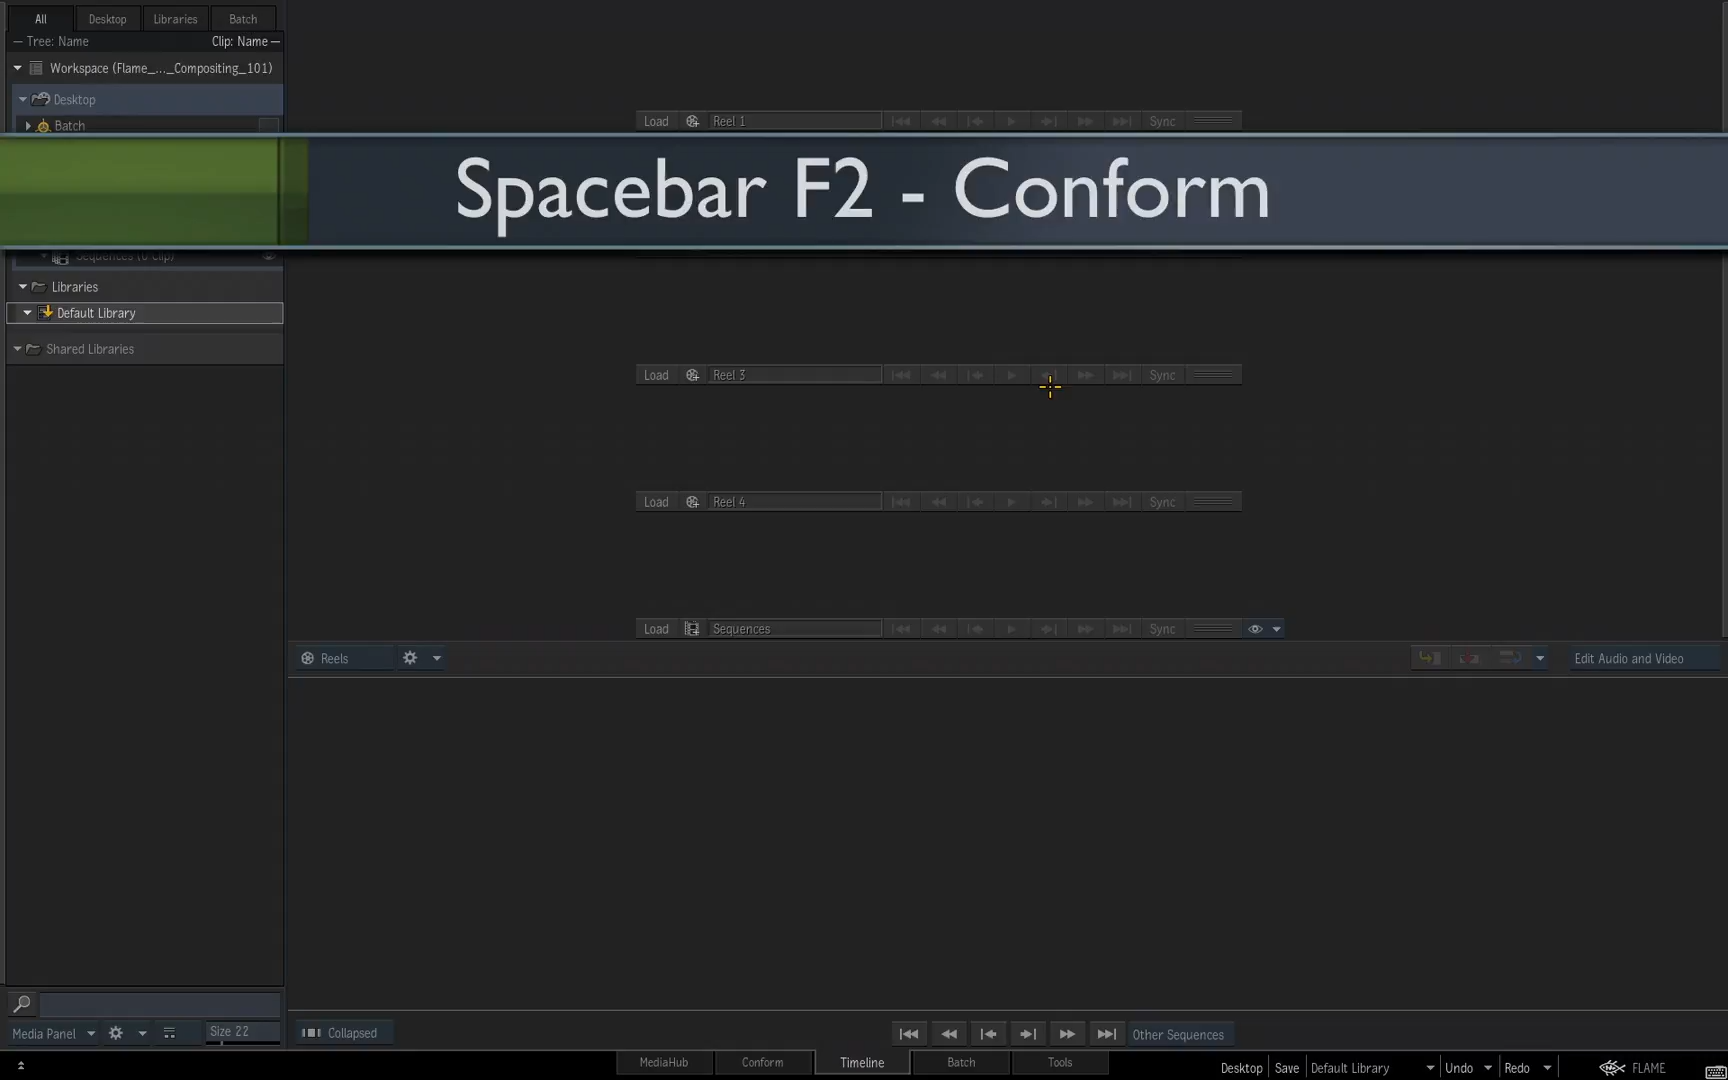 All Desktop Libraries Batch
Tree: Name Clip: Name
Workspace (Flame_..._Compositing_101)
Desktop
Batch
Load Reel 1 Sync
Spacebar F2 - Conform
Sequences (0 Clip)
Libraries
Default Library
Shared Libraries
Load Reel 3 Sync
Load Reel 4 Sync
Load Sequences Sync
Reels Edit Audio and Video
Media Panel Size 22 Collapsed Other Sequences
MediaHub Conform Timeline Batch Tools Desktop Save Default Library Undo Redo FLAME